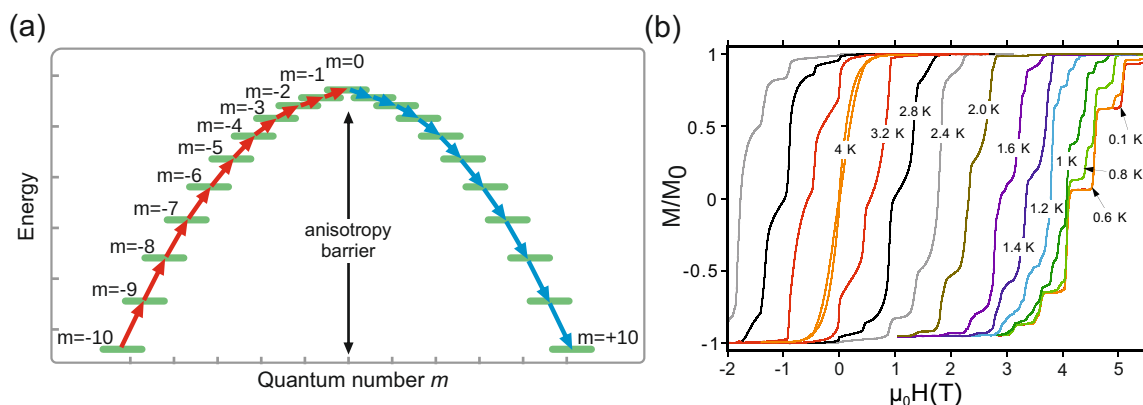 (a)
m=0
m=-1
m=-2
m=-3
m=-4
m=-5
m=-6
m=-7
m=-8
m=-9
m=-10
m=+10
anisotropy
barrier
Energy
Quantum number m
(b)
1
0.5
0
-0.5
-1
M/M0
4 K
3.2 K
2.8 K
2.4 K
2.0 K
1.6 K
1.4 K
1.2 K
1 K
0.1 K
0.8 K
0.6 K
-2 -1 0 1 2 3 4 5
μ0H(T)